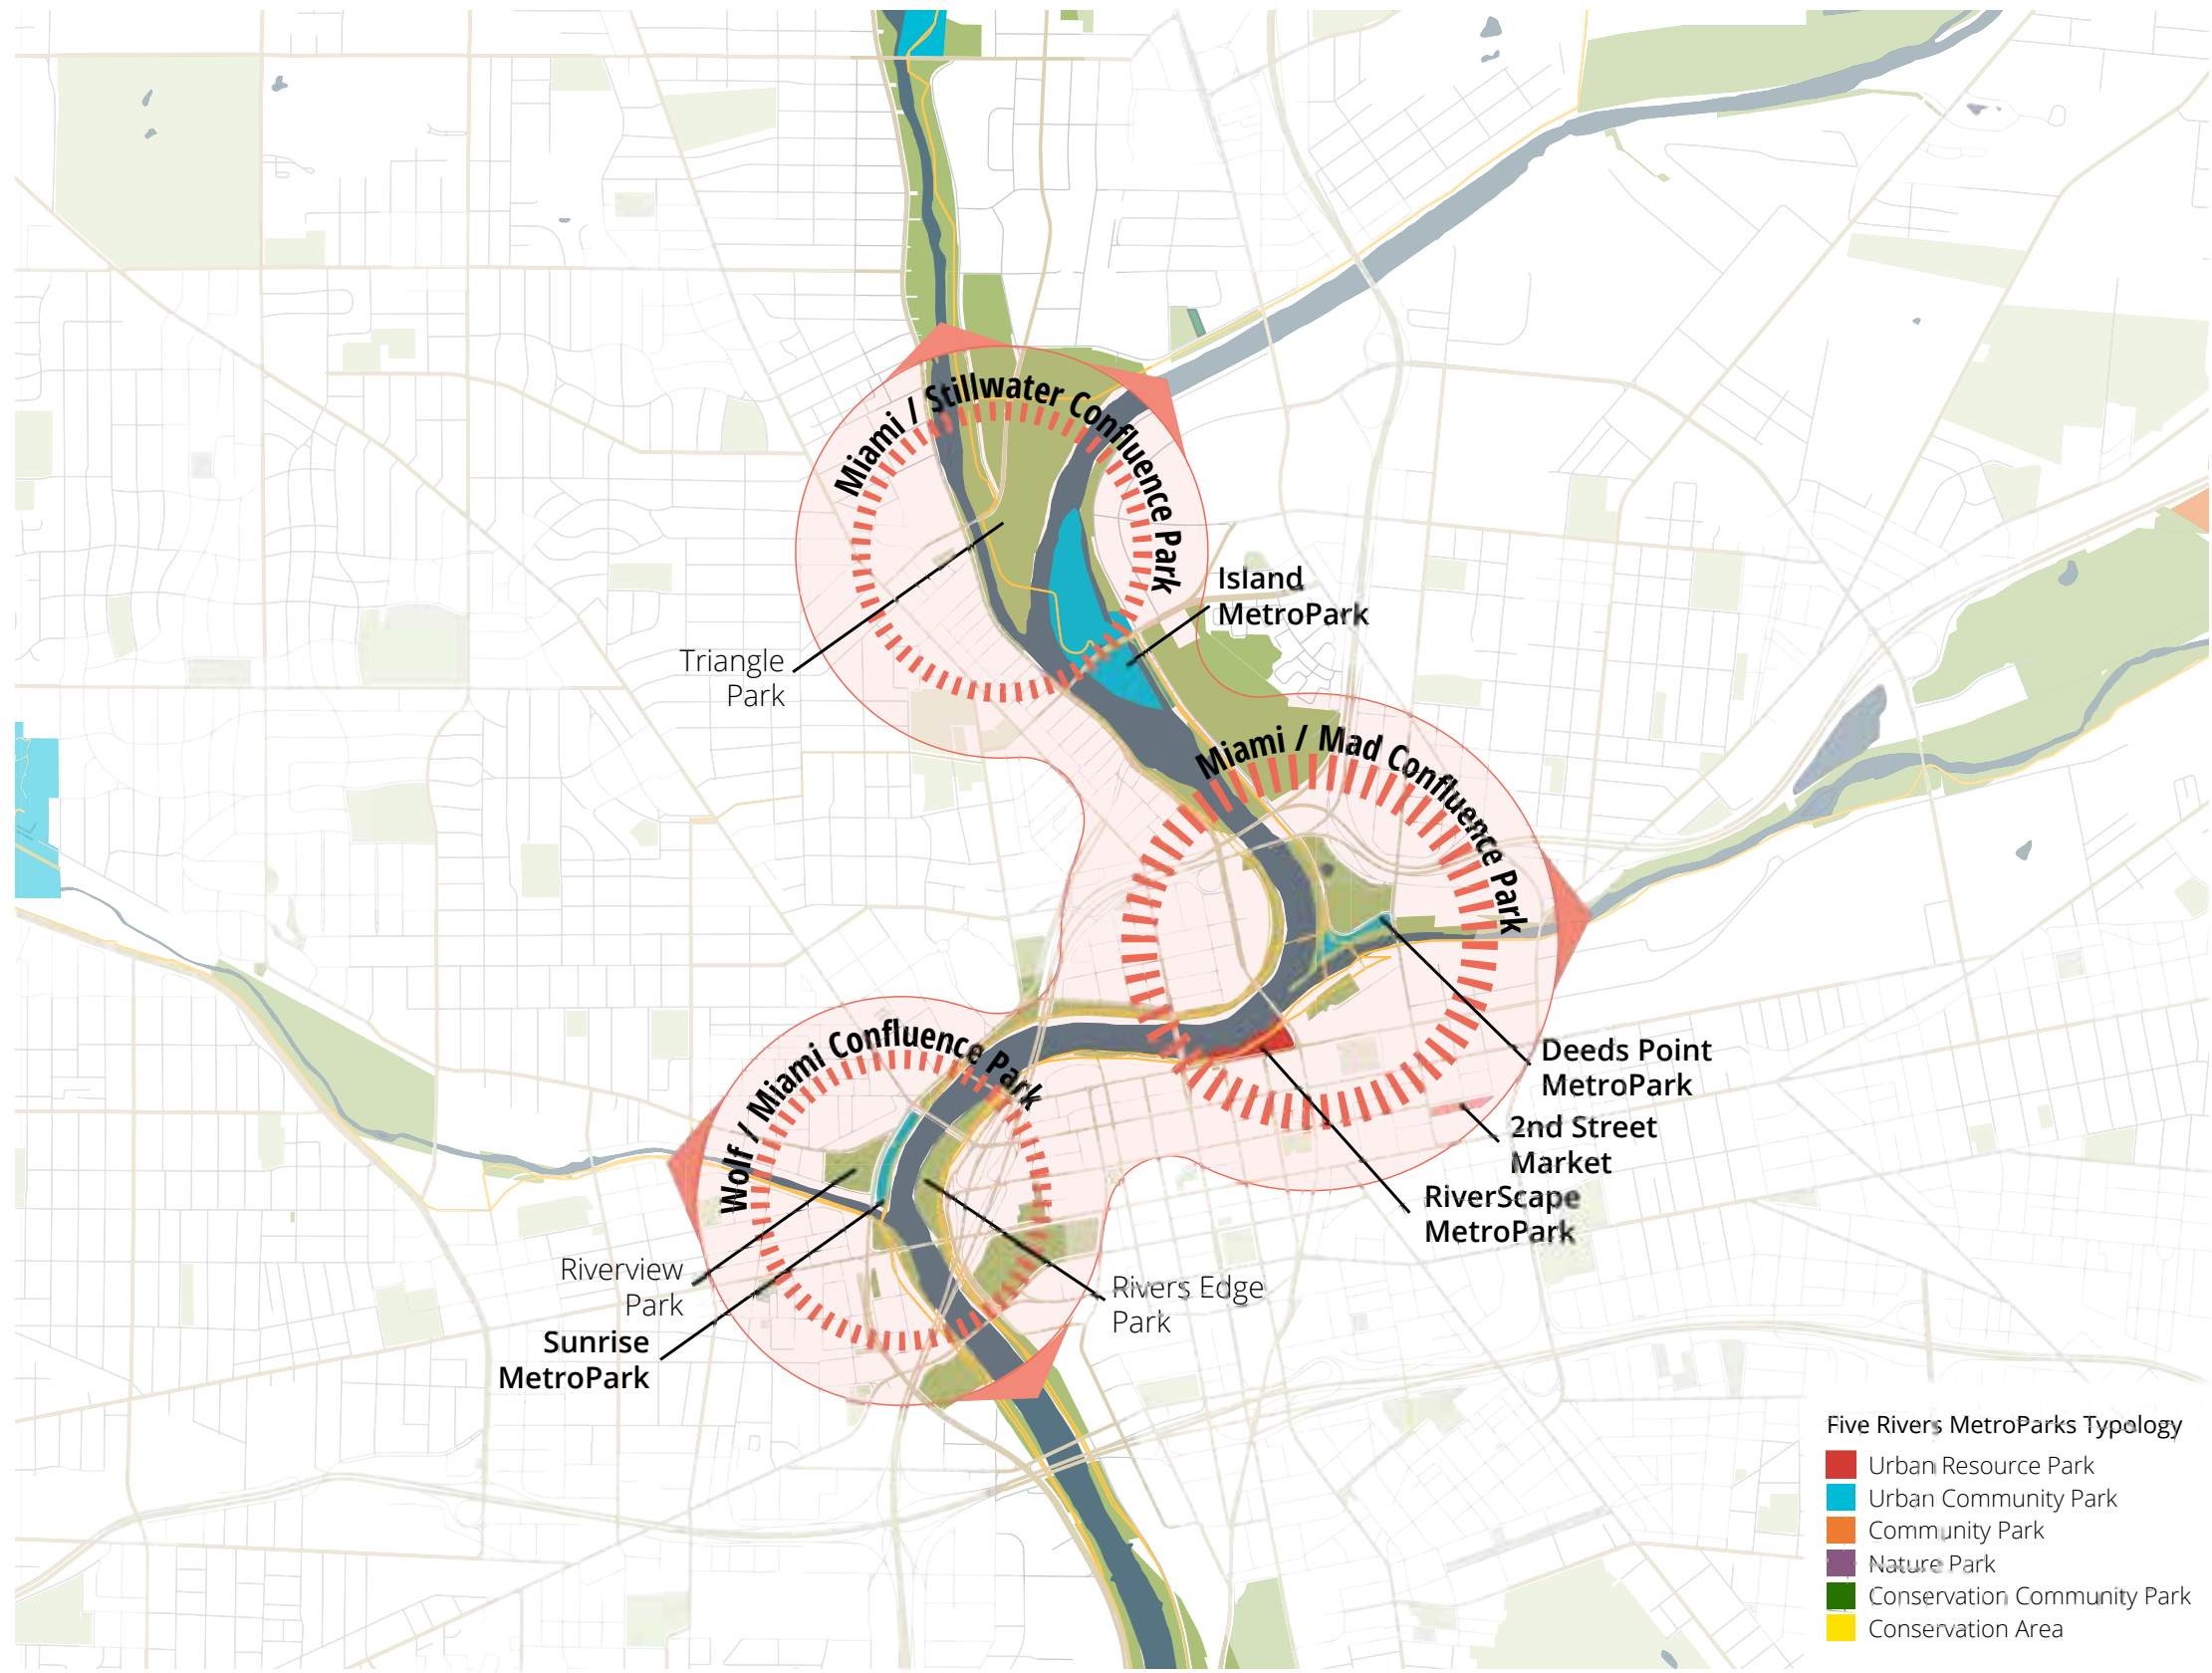 Miami / Stillwater Confluence Park
Island
MetroPark
Triangle
Park
Miami / Mad Confluence Park
Wolf / Miami Confluence Park
Deeds Point
MetroPark
2nd Street
Market
RiverScape
MetroPark
Riverview
Park
Rivers Edge
Park
Sunrise
MetroPark
Five Rivers MetroParks Typology
Urban Resource Park
Urban Community Park
Community Park
Nature Park
Conservation Community Park
Conservation Area